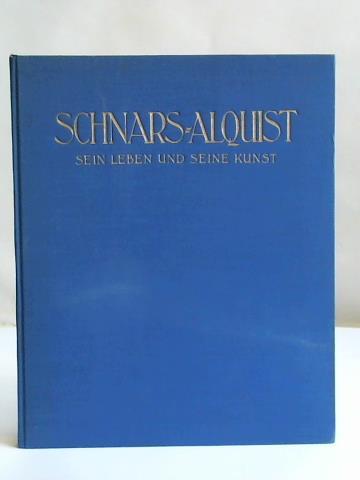 SCHNARS=ALQUIST
SEIN LEBEN UND SEINE KUNST